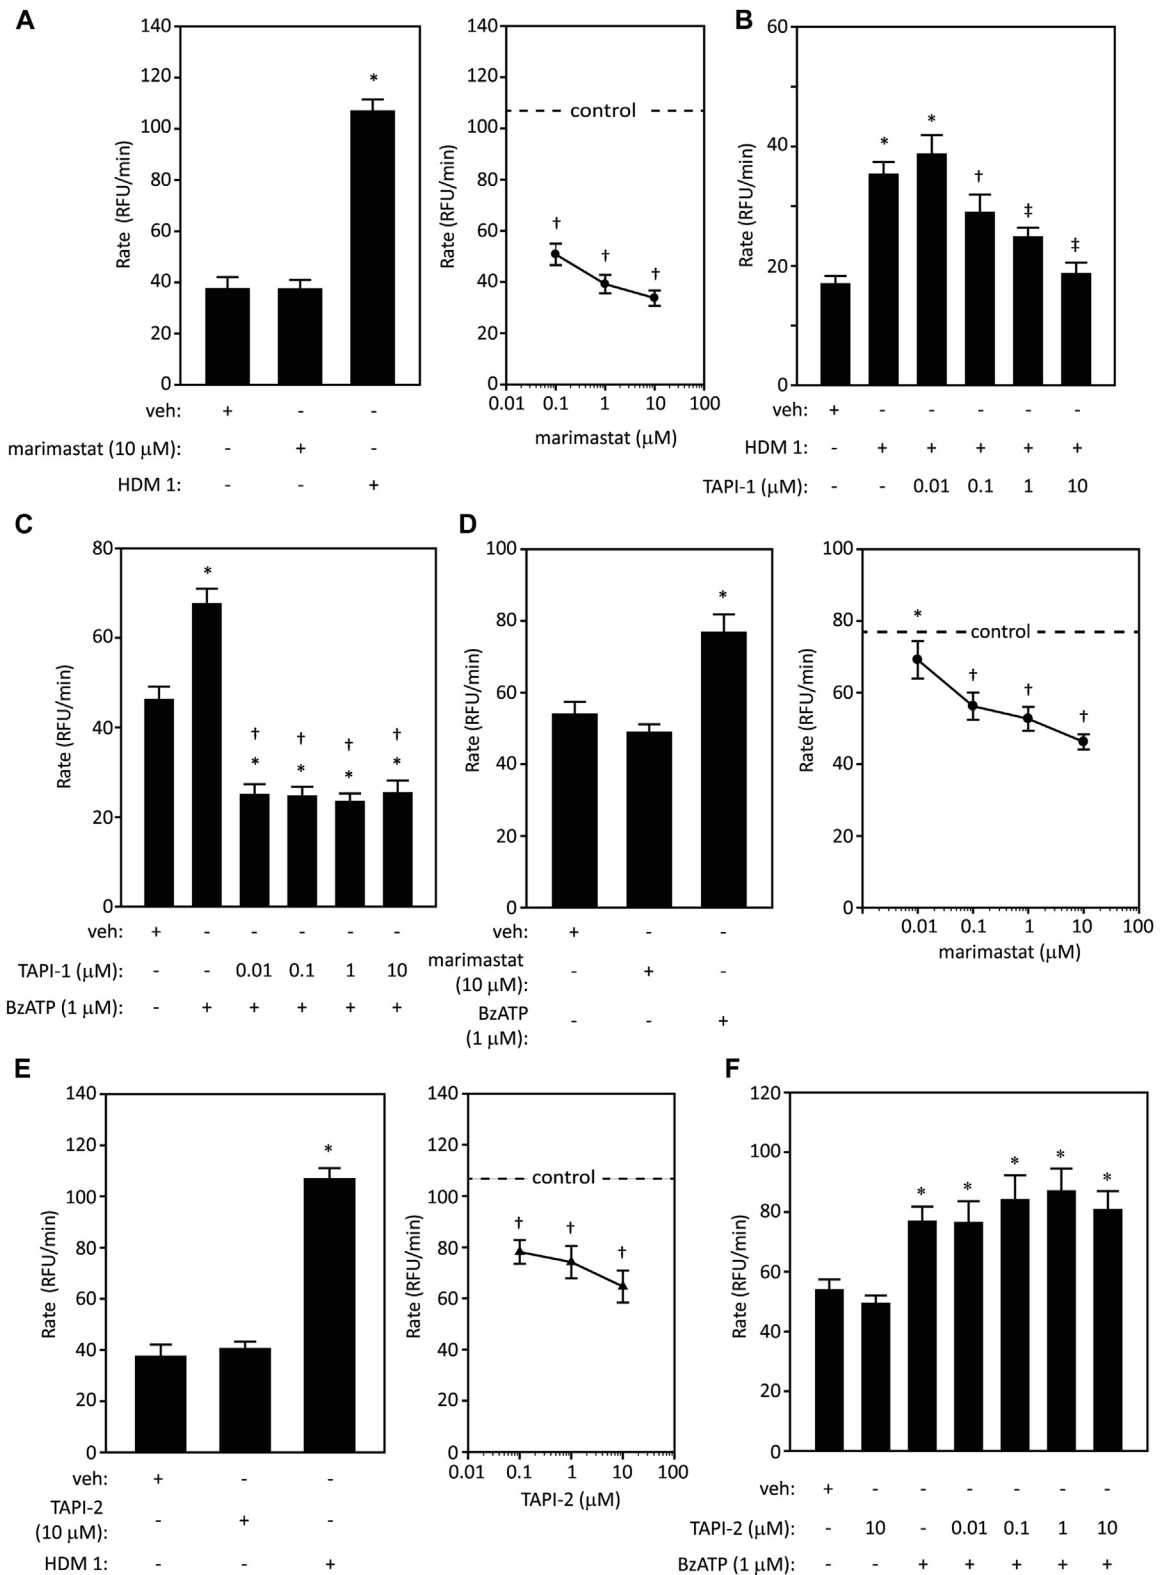 A
140
120
100
80
60
40
20
0
Rate (RFU/min)
*
veh: + - -
marimastat (10 μM): - + -
HDM 1: - - +
140
120
100
80
60
40
20
0
Rate (RFU/min)
control
† † †
0.01 0.1 1 10 100
marimastat (μM)
B
60
40
20
0
Rate (RFU/min)
* * † ‡ ‡
veh: + - - - - -
HDM 1: - + + + + +
TAPI-1 (μM): - - 0.01 0.1 1 10
C
80
60
40
20
0
Rate (RFU/min)
*
† † † †
* * * *
veh: + - - - - -
TAPI-1 (μM): - - 0.01 0.1 1 10
BzATP (1 μM): - + + + + +
D
100
80
60
40
20
0
Rate (RFU/min)
*
veh: + - -
marimastat
(10 μM): - + -
BzATP
(1 μM): - - +
100
80
60
40
20
0
Rate (RFU/min)
control
* † † †
0.01 0.1 1 10 100
marimastat (μM)
E
140
120
100
80
60
40
20
0
Rate (RFU/min)
*
veh: + - -
TAPI-2
(10 μM): - + -
HDM 1: - - +
140
120
100
80
60
40
20
0
Rate (RFU/min)
control
† † †
0.01 0.1 1 10 100
TAPI-2 (μM)
F
120
100
80
60
40
20
0
Rate (RFU/min)
* * * * *
veh: + - - - - - -
TAPI-2 (μM): - 10 - 0.01 0.1 1 10
BzATP (1 μM): - - + + + + +